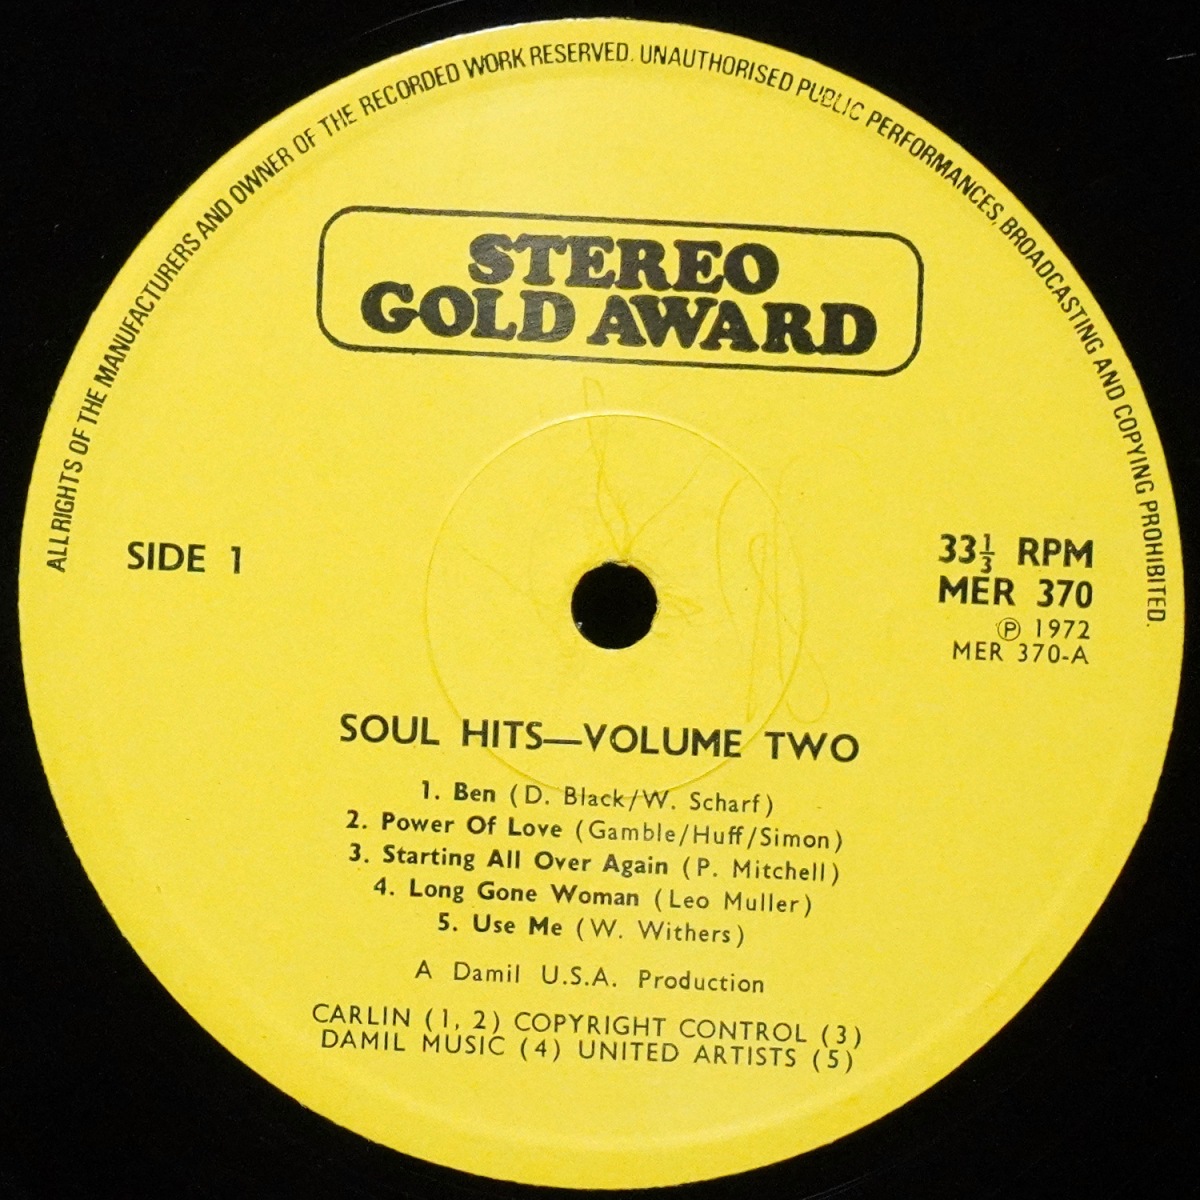 ALL RIGHTS OF THE MANUFACTURERS AND OWNER OF THE RECORDED WORK RESERVED. UNAUTHORISED PUBLIC PERFORMANCES, BROADCASTING AND COPYING PROHIBITED.
STEREO
GOLD AWARD
SIDE 1
33⅓ RPM
MER 370
℗ 1972
MER 370-A
SOUL HITS—VOLUME TWO
1. Ben (D. Black/W. Scharf)
2. Power Of Love (Gamble/Huff/Simon)
3. Starting All Over Again (P. Mitchell)
4. Long Gone Woman (Leo Muller)
5. Use Me (W. Withers)
A Damil U.S.A. Production
CARLIN (1, 2) COPYRIGHT CONTROL (3)
DAMIL MUSIC (4) UNITED ARTISTS (5)